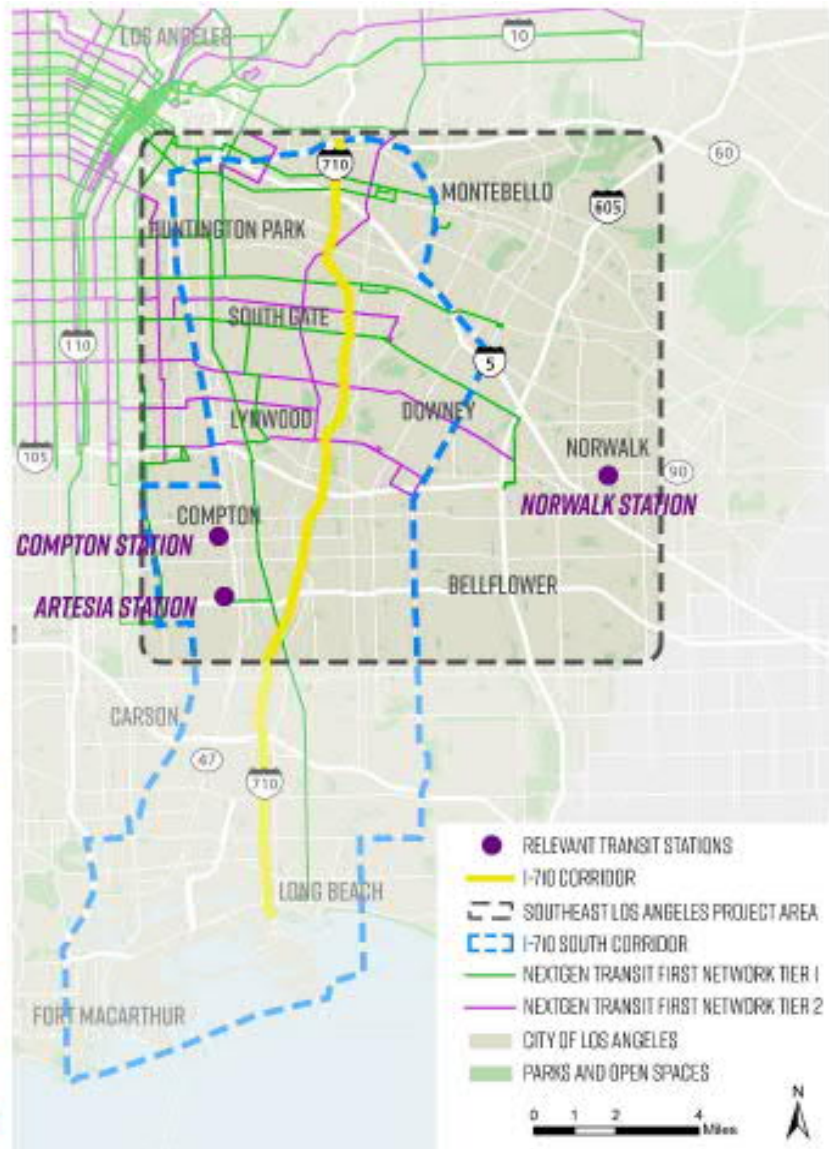 LOS ANGELES
10
710
60
MONTEBELLO
605
HUNTINGTON PARK
SOUTH GATE
110
5
LYNWOOD
DOWNEY
105
NORWALK
90
NORWALK STATION
COMPTON
COMPTON STATION
BELLFLOWER
ARTESIA STATION
CARSON
47
710
LONG BEACH
FORT MACARTHUR
RELEVANT TRANSIT STATIONS
I-710 CORRIDOR
SOUTHEAST LOS ANGELES PROJECT AREA
I-710 SOUTH CORRIDOR
NEXTGEN TRANSIT FIRST NETWORK TIER 1
NEXTGEN TRANSIT FIRST NETWORK TIER 2
CITY OF LOS ANGELES
PARKS AND OPEN SPACES
N
0 1 2 4
Miles